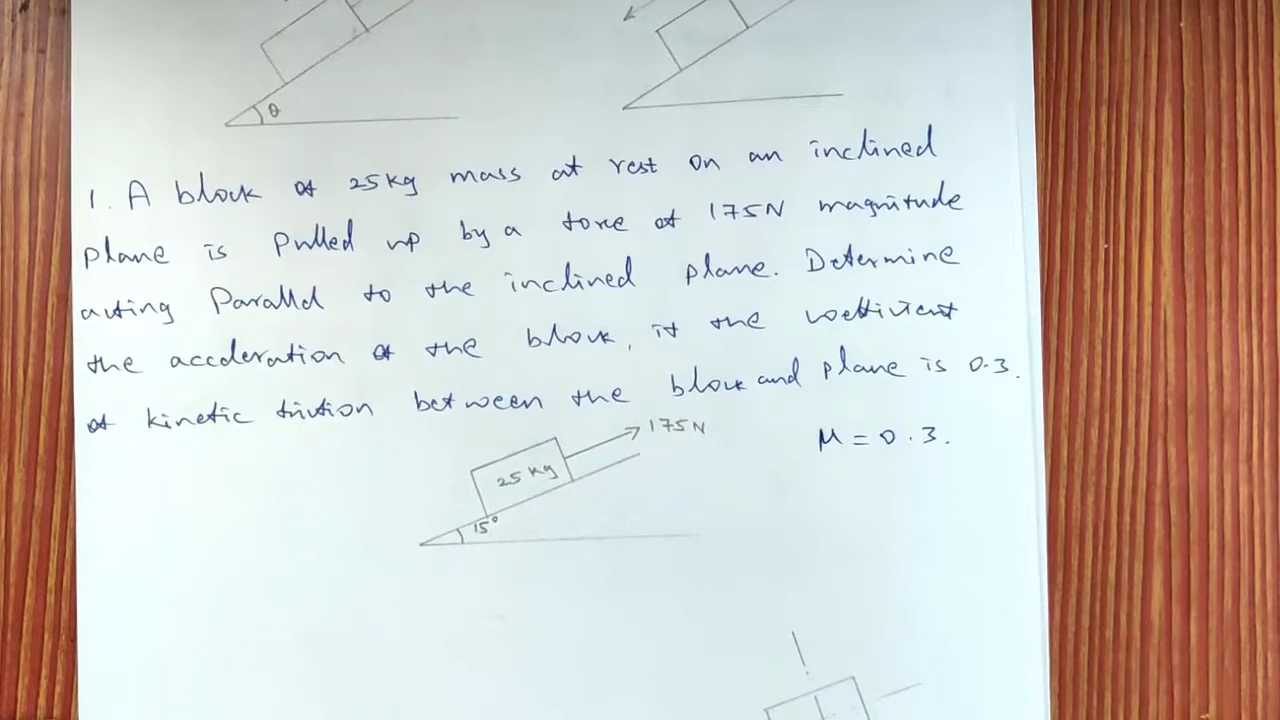 θ
1. A block of 25kg mass at rest on an inclined
plane is pulled up by a force of 175N magnitude
acting Parallel to the inclined plane. Determine
the acceleration of the block, if the coefficient
of kinetic friction between the block and plane is 0.3.
175N
μ = 0.3.
25 Kg
15°